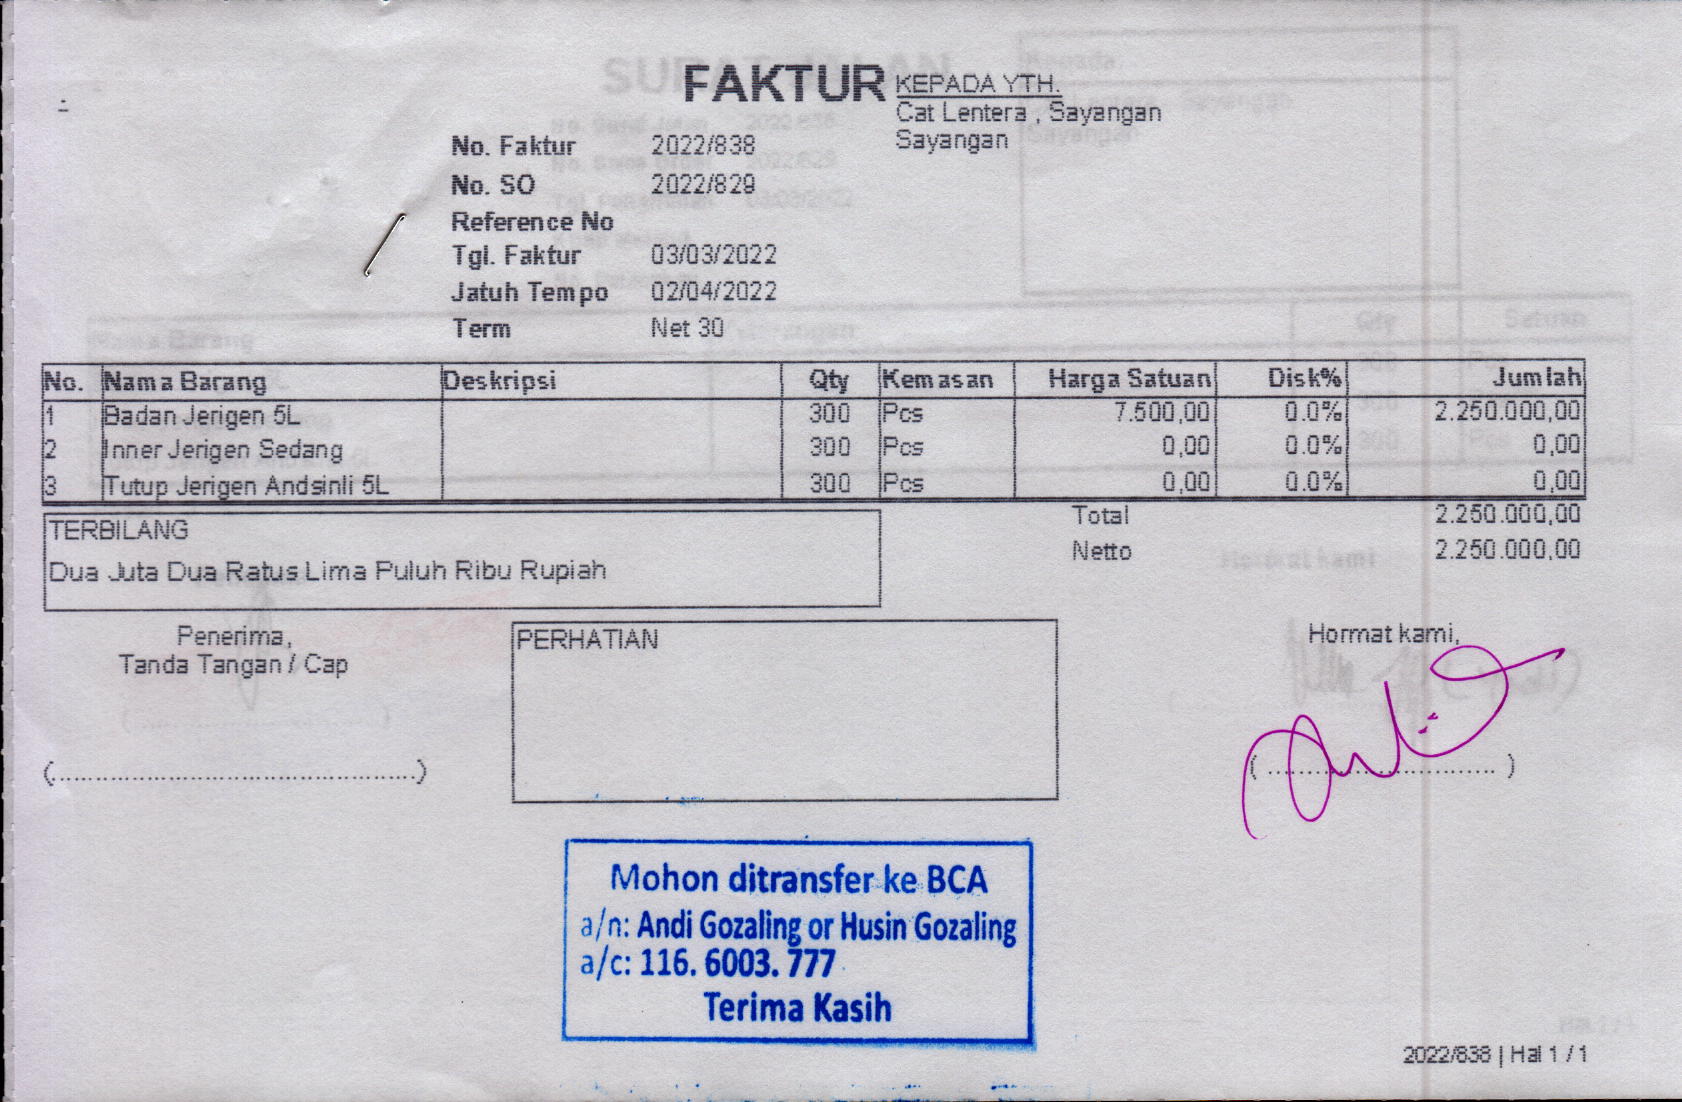 FAKTUR
KEPADA YTH.
Cat Lentera , Sayangan
Sayangan
No. Faktur 2022/838
No. SO 2022/829
Reference No
Tgl. Faktur 03/03/2022
Jatuh Tempo 02/04/2022
Term Net 30
No. Nama Barang Deskripsi Qty Kemasan Harga Satuan Disk% Jumlah
1 Badan Jerigen 5L 300 Pcs 7.500,00 0.0% 2.250.000,00
2 Inner Jerigen Sedang 300 Pcs 0,00 0.0% 0,00
3 Tutup Jerigen Andsinli 5L 300 Pcs 0,00 0.0% 0,00
Total 2.250.000,00
Netto 2.250.000,00
TERBILANG
Dua Juta Dua Ratus Lima Puluh Ribu Rupiah
Penerima,
Tanda Tangan / Cap
PERHATIAN
Hormat kami,
Mohon ditransfer ke BCA
a/n: Andi Gozaling or Husin Gozaling
a/c: 116. 6003. 777
Terima Kasih
2022/838 | Hal 1 / 1